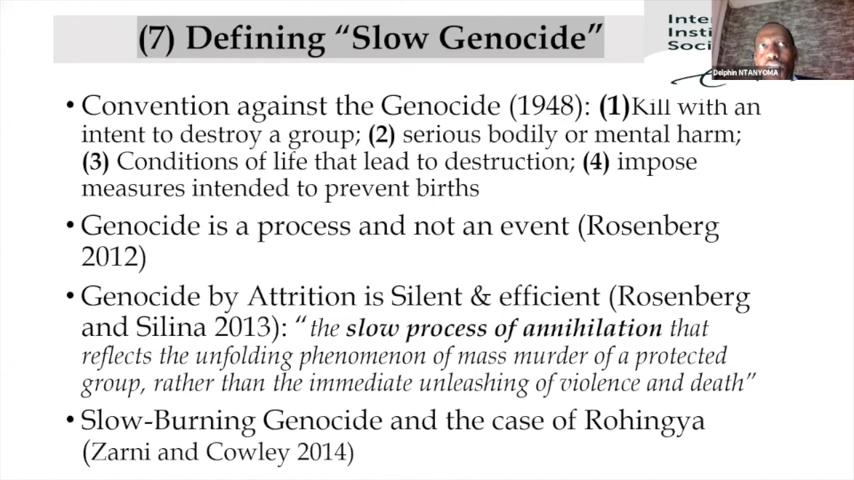 (7) Defining “Slow Genocide”
Inte
Insti
Soci
Delphin NTANYOMA
• Convention against the Genocide (1948): (1)Kill with an
intent to destroy a group; (2) serious bodily or mental harm;
(3) Conditions of life that lead to destruction; (4) impose
measures intended to prevent births
• Genocide is a process and not an event (Rosenberg
2012)
• Genocide by Attrition is Silent & efficient (Rosenberg
and Silina 2013): “the slow process of annihilation that
reflects the unfolding phenomenon of mass murder of a protected
group, rather than the immediate unleashing of violence and death”
• Slow-Burning Genocide and the case of Rohingya
(Zarni and Cowley 2014)